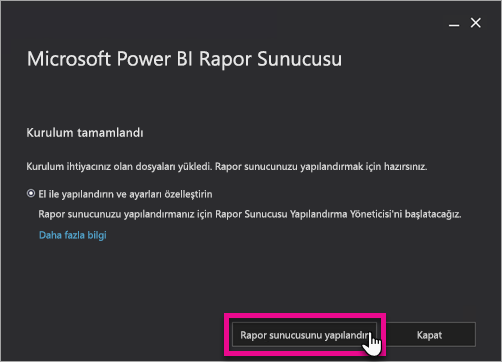 Microsoft Power BI Rapor Sunucusu
Kurulum tamamlandı
Kurulum ihtiyacınız olan dosyaları yükledi. Rapor sunucunuzu yapılandırmak için hazırsınız.
El ile yapılandırın ve ayarları özelleştirin
Rapor sunucunuzu yapılandırmanız için Rapor Sunucusu Yapılandırma Yöneticisi'ni başlatacağız.
Daha fazla bilgi
Rapor sunucusunu yapılandır
Kapat